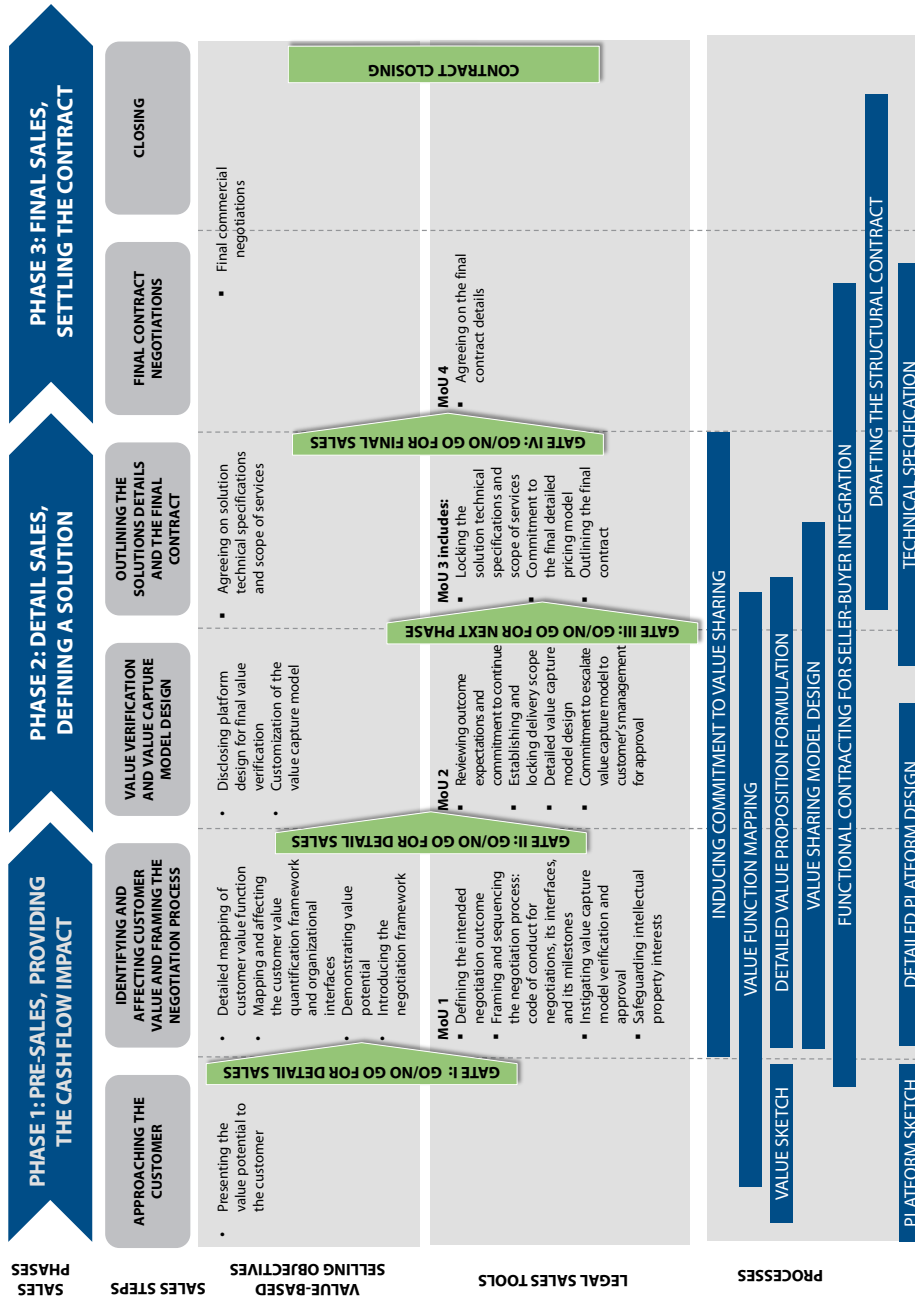 SALES
PHASES
PHASE 1: PRE-SALES, PROVIDING
THE CASH FLOW IMPACT
PHASE 2: DETAIL SALES,
DEFINING A SOLUTION
PHASE 3: FINAL SALES,
SETTLING THE CONTRACT
SALES STEPS
APPROACHING THE
CUSTOMER
IDENTIFYING AND
AFFECTING CUSTOMER
VALUE AND FRAMING THE
NEGOTIATION PROCESS
VALUE VERIFICATION
AND VALUE CAPTURE
MODEL DESIGN
OUTLINING THE
SOLUTIONS DETAILS
AND THE FINAL
CONTRACT
FINAL CONTRACT
NEGOTIATIONS
CLOSING
VALUE-BASED
SELLING OBJECTIVES
• Presenting the
value potential to
the customer
• Detailed mapping of
customer value function
• Mapping and affecting
the customer value
quantification framework
and organizational
interfaces
• Demonstrating value
potential
• Introducing the
negotiation framework
• Disclosing platform
design for final value
verification
• Customization of the
value capture model
▪ Agreeing on solution
technical specifications
and scope of services
▪ Final commercial
negotiations
LEGAL SALES TOOLS
GATE I: GO/NO GO FOR DETAIL SALES
MoU 1
▪ Defining the intended
negotiation outcome
▪ Framing and sequencing
the negotiation process:
code of conduct for
negotiations, its interfaces,
and its milestones
▪ Instigating value capture
model verification and
approval
▪ Safeguarding intellectual
property interests
GATE II: GO/NO GO FOR DETAIL SALES
MoU 2
▪ Reviewing outcome
expectations and
commitment to continue
▪ Establishing and
locking delivery scope
▪ Detailed value capture
model design
▪ Commitment to escalate
value capture model to
customer's management
for approval
GATE III: GO/NO GO FOR NEXT PHASE
MoU 3 includes:
▪ Locking the
solution technical
specifications and
scope of services
▪ Commitment to
the final detailed
pricing model
▪ Outlining the final
contract
GATE IV: GO/NO GO FOR FINAL SALES
MoU 4
▪ Agreeing on the final
contract details
CONTRACT CLOSING
PROCESSES
INDUCING COMMITMENT TO VALUE SHARING
VALUE FUNCTION MAPPING
VALUE SKETCH
DETAILED VALUE PROPOSITION FORMULATION
VALUE SHARING MODEL DESIGN
FUNCTIONAL CONTRACTING FOR SELLER-BUYER INTEGRATION
DRAFTING THE STRUCTURAL CONTRACT
PLATFORM SKETCH
DETAILED PLATFORM DESIGN
TECHNICAL SPECIFICATION